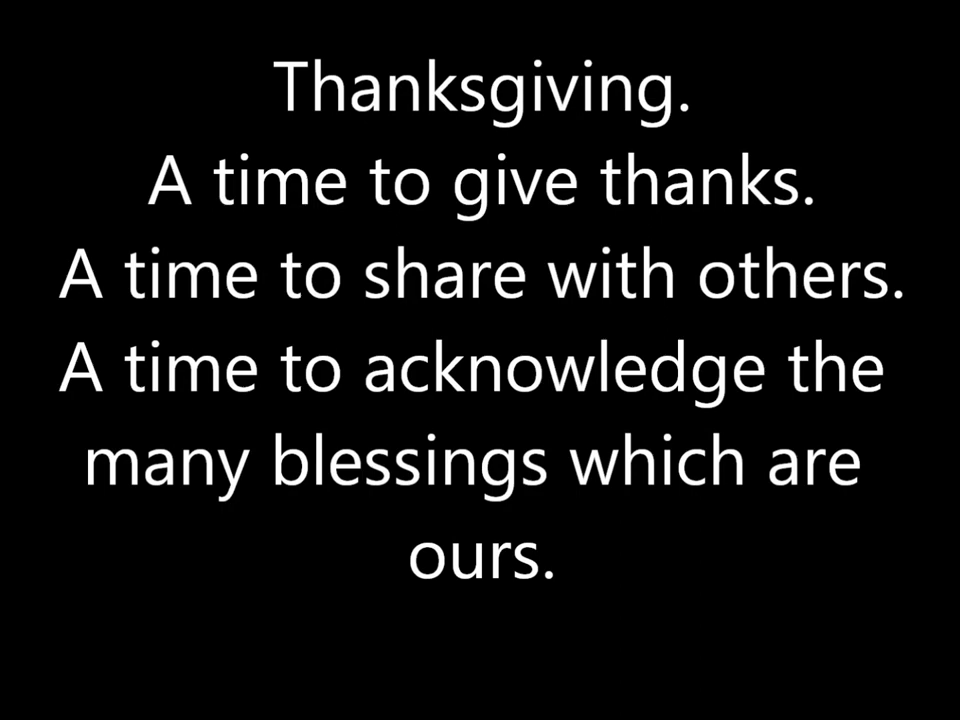 Thanksgiving.
A time to give thanks.
A time to share with others.
A time to acknowledge the
many blessings which are
ours.